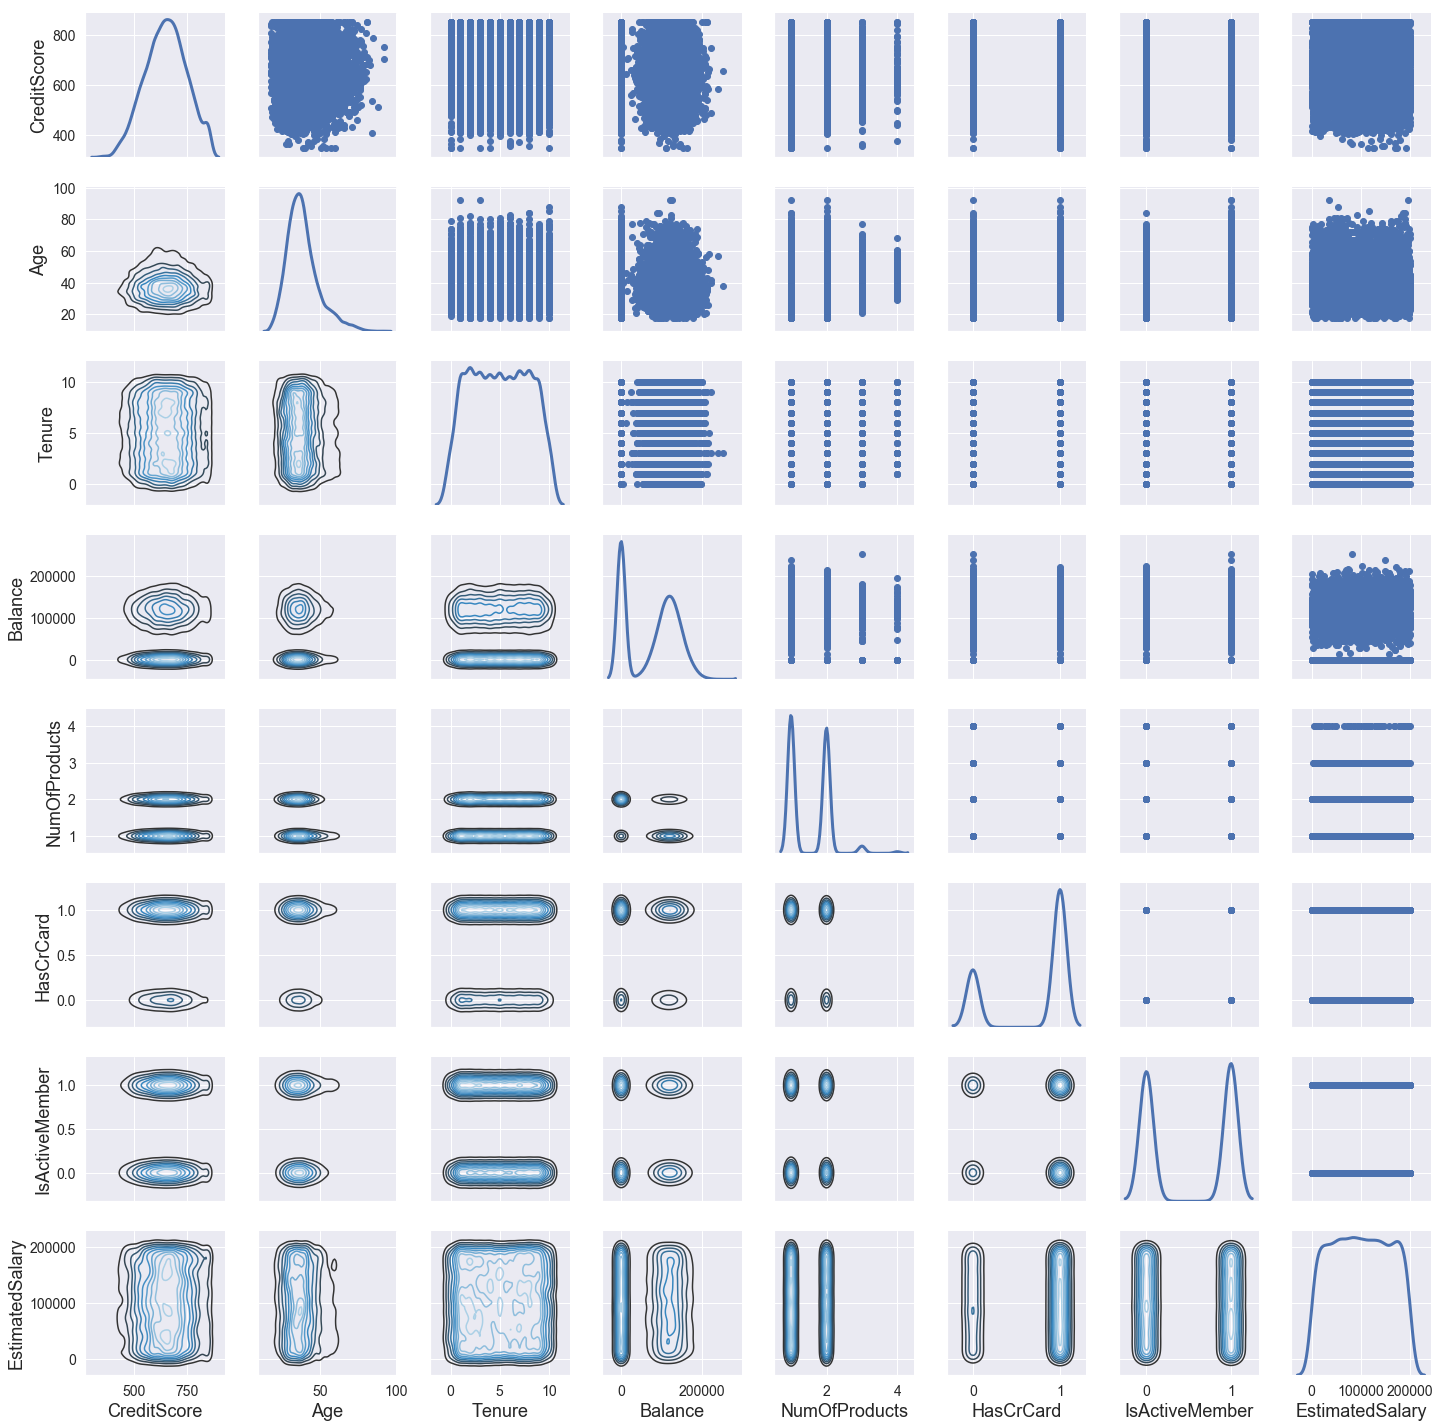 CreditScore
800
600
400
Age
100
80
60
40
20
Tenure
10
5
0
Balance
200000
100000
0
NumOfProducts
4
3
2
1
HasCrCard
1.0
0.5
0.0
IsActiveMember
1.0
0.5
0.0
EstimatedSalary
200000
100000
0
500 750 50 100 0 5 10 0 200000 2 4 0 1 0 1 0 100000 200000
CreditScore Age Tenure Balance NumOfProducts HasCrCard IsActiveMember EstimatedSalary